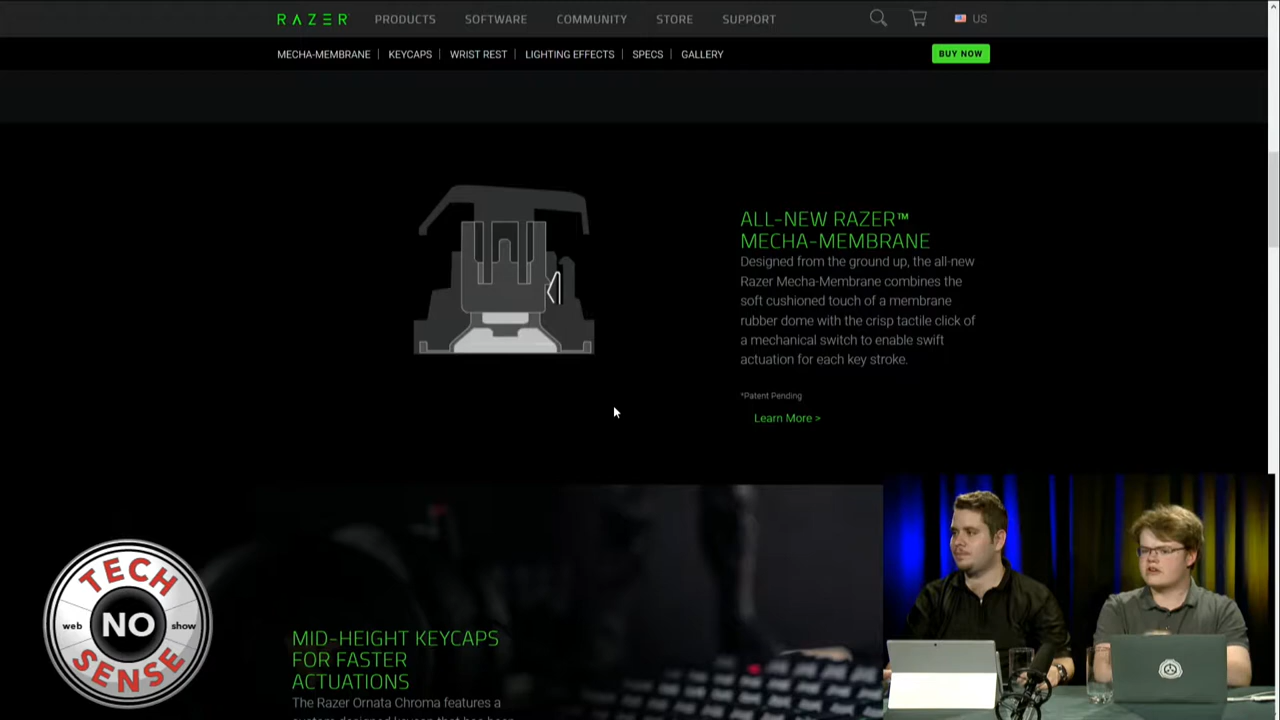 RAZER PRODUCTS SOFTWARE COMMUNITY STORE SUPPORT US
MECHA-MEMBRANE | KEYCAPS | WRIST REST | LIGHTING EFFECTS | SPECS | GALLERY BUY NOW
ALL-NEW RAZER™
MECHA-MEMBRANE
Designed from the ground up, the all-new
Razer Mecha-Membrane combines the
soft cushioned touch of a membrane
rubber dome with the crisp tactile click of
a mechanical switch to enable swift
actuation for each key stroke.
*Patent Pending
Learn More >
MID-HEIGHT KEYCAPS
FOR FASTER
ACTUATIONS
The Razer Ornata Chroma features a
TECH
web NO show
SENSE